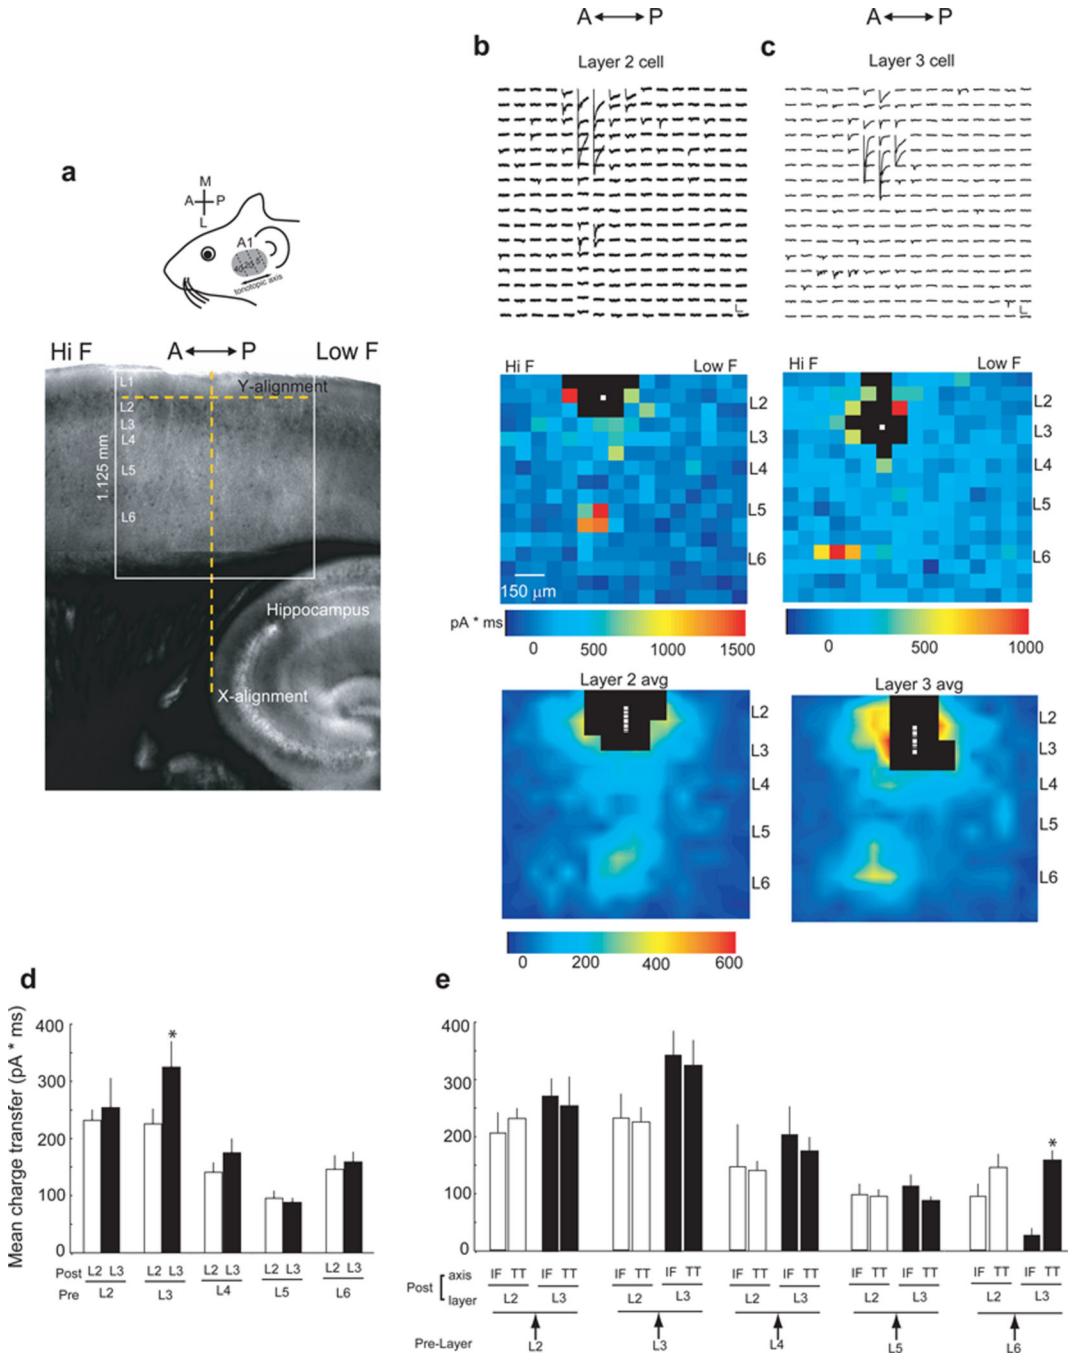 A P
A P
b
c
Layer 2 cell
Layer 3 cell
a
M
A P
L
A1
tonotopic axis
Hi F
A P
Low F
L1
Y-alignment
L2
L3
L4
L5
L6
1.125 mm
Hippocampus
X-alignment
Hi F
Low F
L2
L3
L4
L5
L6
150 μm
pA * ms
0 500 1000 1500
Hi F
Low F
L2
L3
L4
L5
L6
0 500 1000
Layer 2 avg
L2
L3
L4
L5
L6
0 200 400 600
Layer 3 avg
L2
L3
L4
L5
L6
d
Mean charge transfer (pA * ms)
400
300
200
100
0
*
Post L2 L3 L2 L3 L2 L3 L2 L3 L2 L3
Pre L2 L3 L4 L5 L6
e
400
300
200
100
0
*
Post axis IF TT IF TT IF TT IF TT IF TT IF TT IF TT IF TT IF TT IF TT
layer L2 L3 L2 L3 L2 L3 L2 L3 L2 L3
Pre-Layer L2 L3 L4 L5 L6